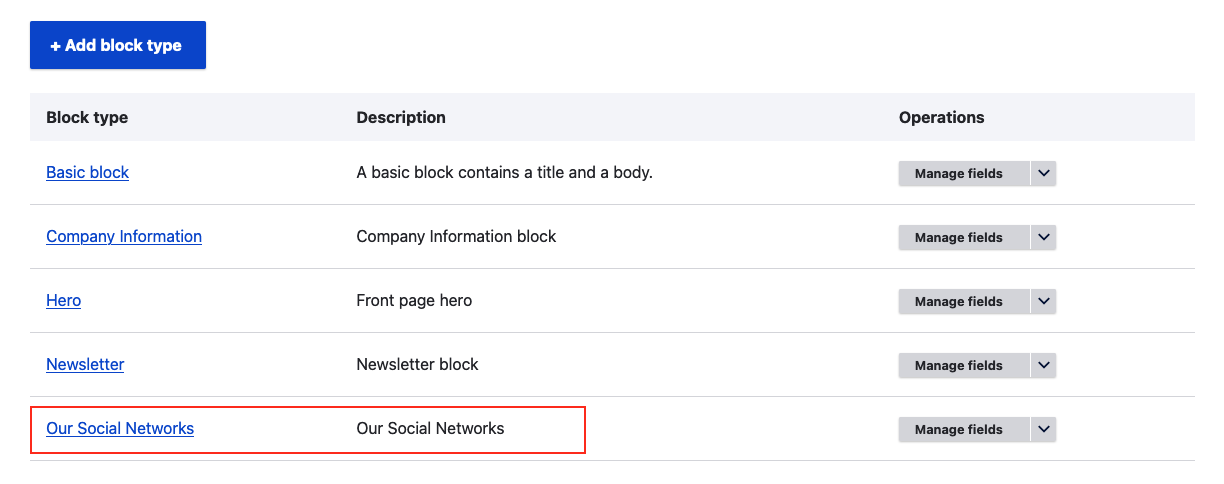 + Add block type
Block type Description Operations
Basic block A basic block contains a title and a body. Manage fields
Company Information Company Information block Manage fields
Hero Front page hero Manage fields
Newsletter Newsletter block Manage fields
Our Social Networks Our Social Networks Manage fields